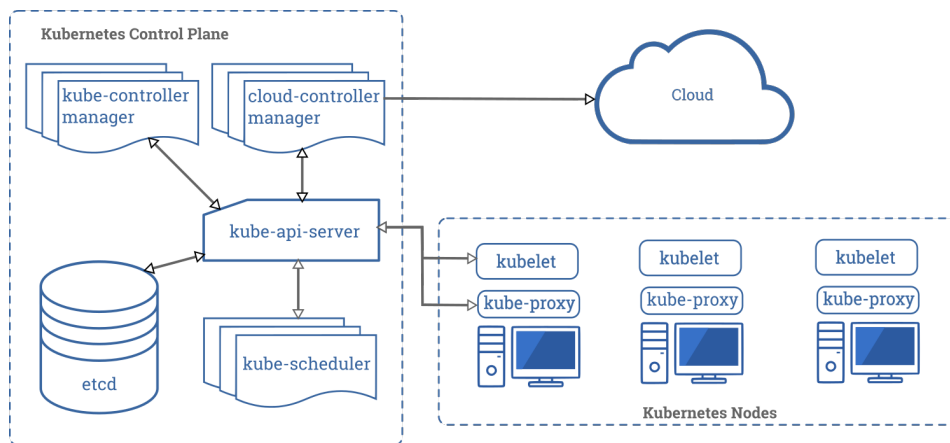 Kubernetes Control Plane
kube-controller
manager
cloud-controller
manager
Cloud
kube-api-server
etcd
kube-scheduler
kubelet
kubelet
kubelet
kube-proxy
kube-proxy
kube-proxy
Kubernetes Nodes